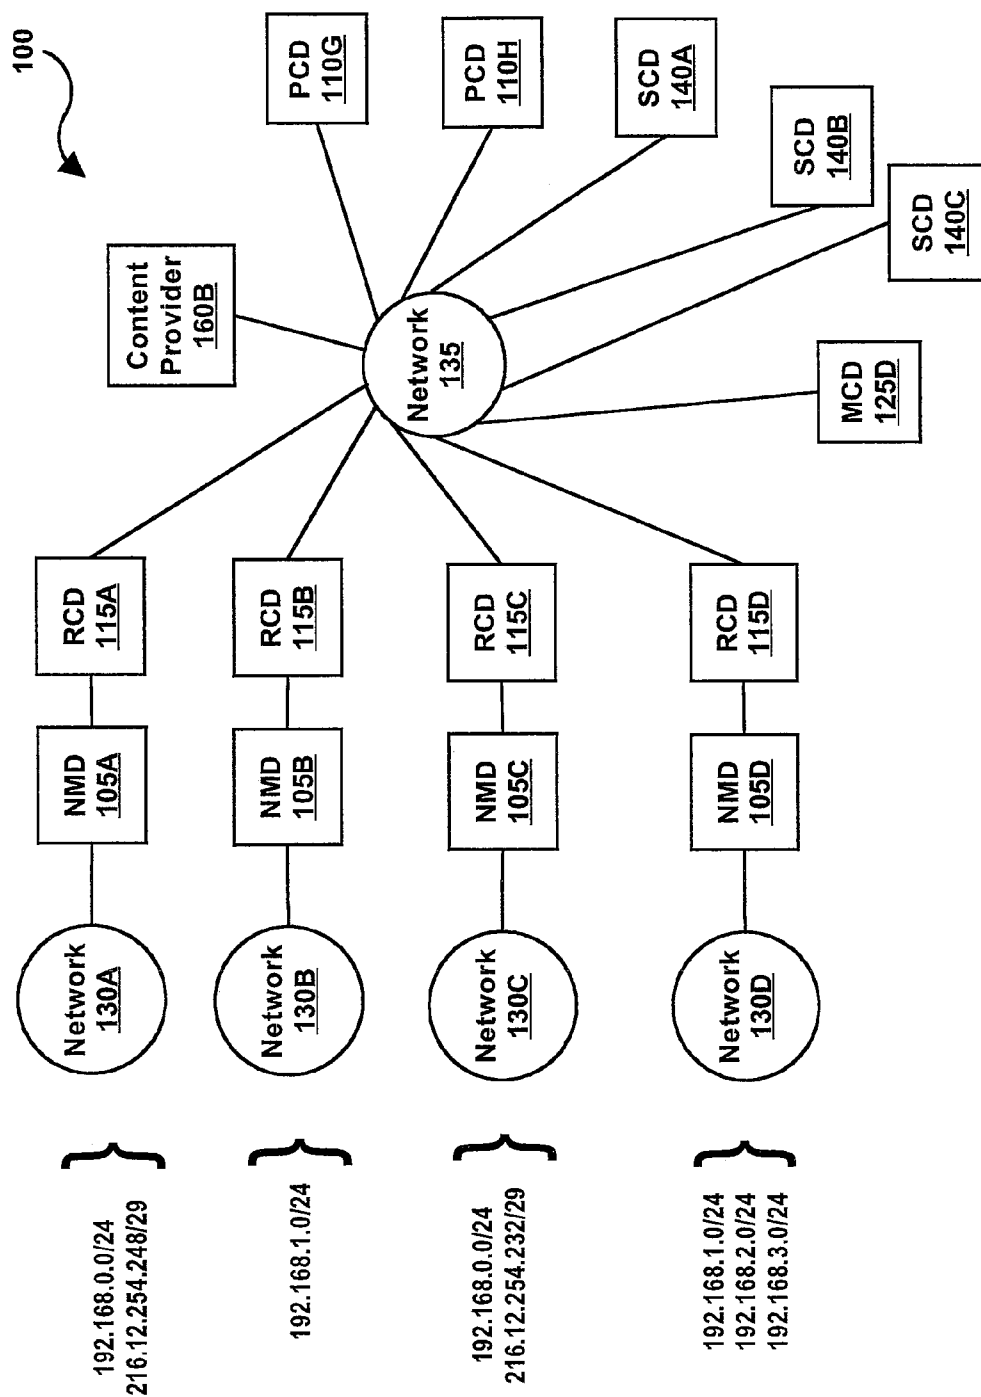 100
Content
Provider
160B
PCD
110G
PCD
110H
SCD
140A
SCD
140B
SCD
140C
Network
135
MCD
125D
RCD
115A
RCD
115B
RCD
115C
RCD
115D
NMD
105A
NMD
105B
NMD
105C
NMD
105D
Network
130A
Network
130B
Network
130C
Network
130D
192.168.0.0/24
216.12.254.248/29
192.168.1.0/24
192.168.0.0/24
216.12.254.232/29
192.168.1.0/24
192.168.2.0/24
192.168.3.0/24